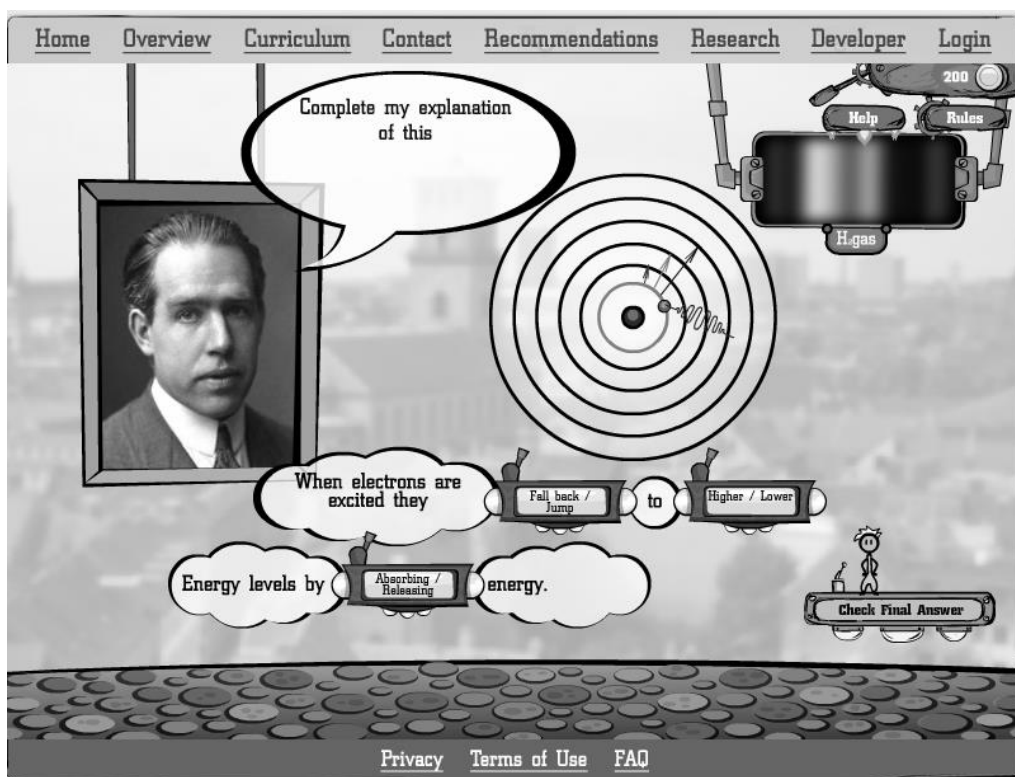 Home Overview Curriculum Contact Recommendations Research Developer Login
200
Help Rules
Complete my explanation
of this
H₂gas
When electrons are
excited they
Fall back /
Jump
to
Higher / Lower
Energy levels by
Absorbing /
Releasing
energy.
Check Final Answer
Privacy Terms of Use FAQ